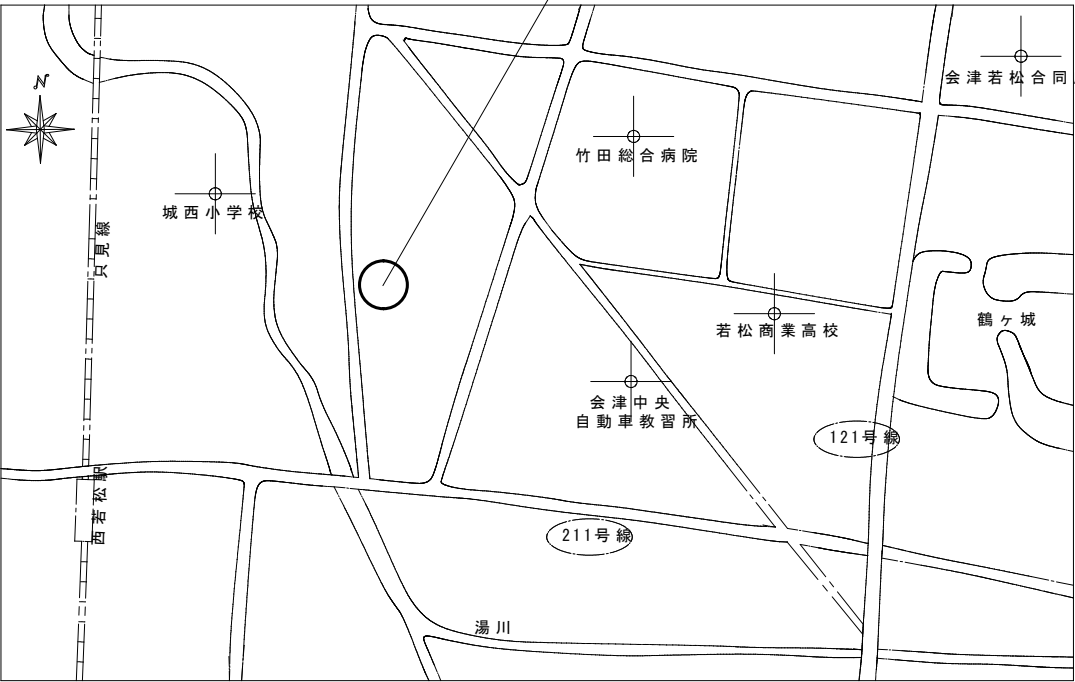 会津若松合同
N
竹田総合病院
城西小学校
只見線
鶴ヶ城
若松商業高校
会津中央
自動車教習所
121号線
西若松駅
211号線
湯川